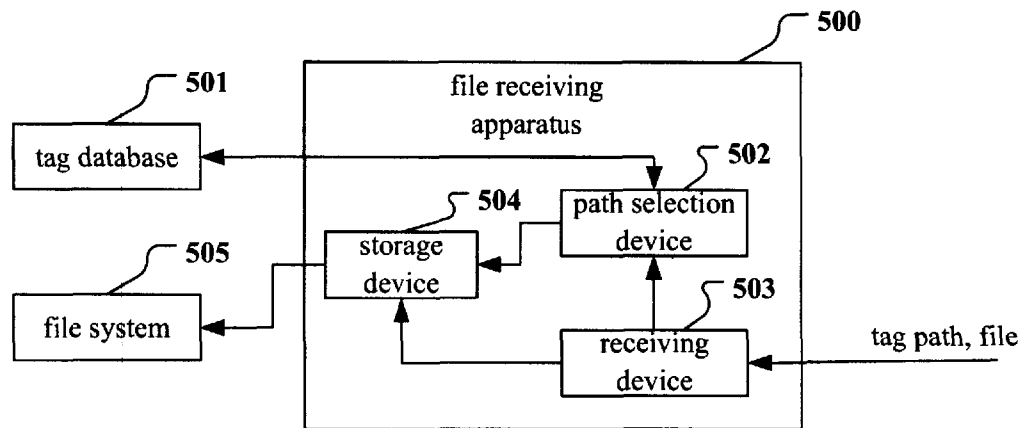 500
file receiving
apparatus
501
tag database
502
path selection
device
504
storage
device
505
file system
503
receiving
device
tag path, file